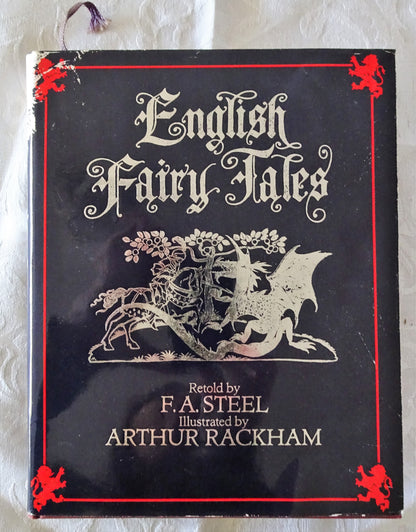 English
Fairy Tales
Retold by
F. A. STEEL
Illustrated by
ARTHUR RACKHAM